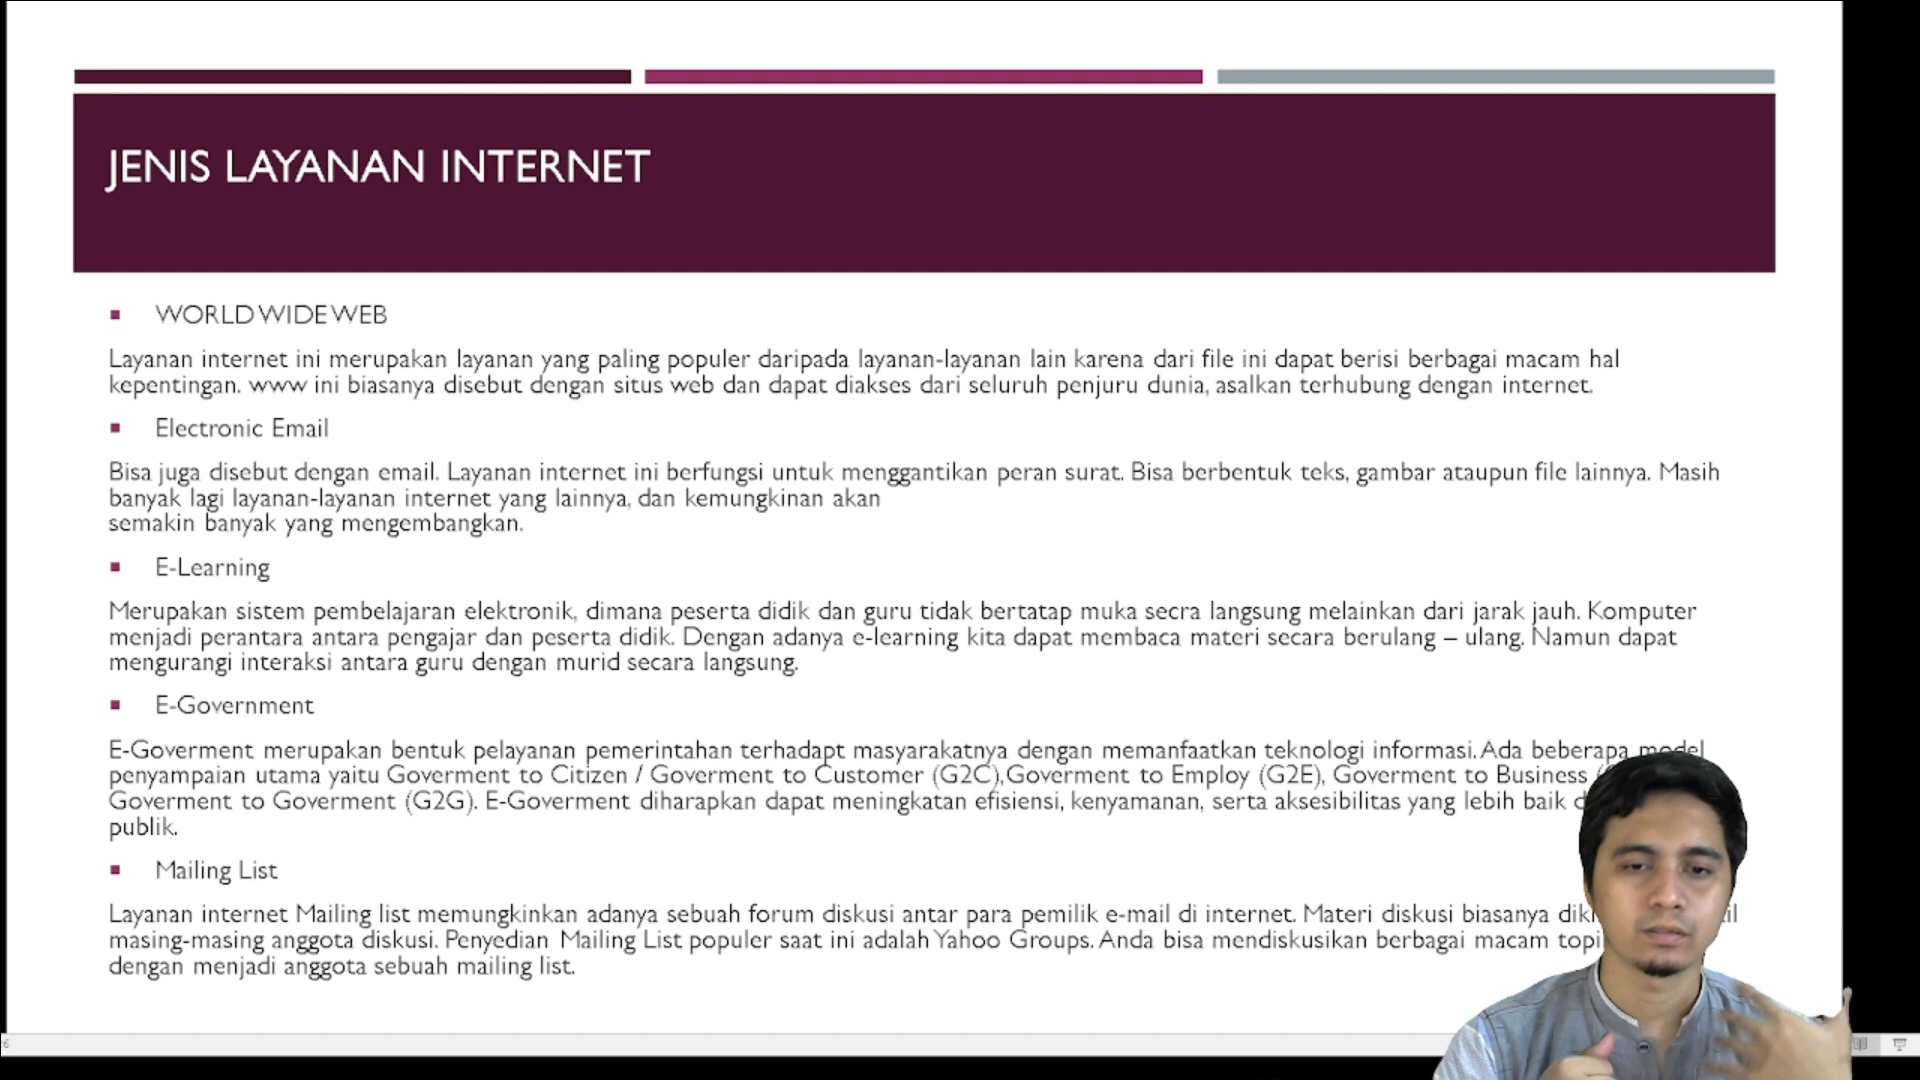 JENIS LAYANAN INTERNET
WORLD WIDE WEB
Layanan internet ini merupakan layanan yang paling populer daripada layanan-layanan lain karena dari file ini dapat berisi berbagai macam hal
kepentingan. www ini biasanya disebut dengan situs web dan dapat diakses dari seluruh penjuru dunia, asalkan terhubung dengan internet.
Electronic Email
Bisa juga disebut dengan email. Layanan internet ini berfungsi untuk menggantikan peran surat. Bisa berbentuk teks, gambar ataupun file lainnya. Masih
banyak lagi layanan-layanan internet yang lainnya, dan kemungkinan akan
semakin banyak yang mengembangkan.
E-Learning
Merupakan sistem pembelajaran elektronik, dimana peserta didik dan guru tidak bertatap muka secra langsung melainkan dari jarak jauh. Komputer
menjadi perantara antara pengajar dan peserta didik. Dengan adanya e-learning kita dapat membaca materi secara berulang – ulang. Namun dapat
mengurangi interaksi antara guru dengan murid secara langsung.
E-Government
E-Goverment merupakan bentuk pelayanan pemerintahan terhadapt masyarakatnya dengan memanfaatkan teknologi informasi. Ada beberapa model
penyampaian utama yaitu Goverment to Citizen / Goverment to Customer (G2C),Goverment to Employ (G2E), Goverment to Business
Goverment to Goverment (G2G). E-Goverment diharapkan dapat meningkatan efisiensi, kenyamanan, serta aksesibilitas yang lebih baik
publik.
Mailing List
Layanan internet Mailing list memungkinkan adanya sebuah forum diskusi antar para pemilik e-mail di internet. Materi diskusi biasanya
masing-masing anggota diskusi. Penyedian Mailing List populer saat ini adalah Yahoo Groups. Anda bisa mendiskusikan berbagai macam
dengan menjadi anggota sebuah mailing list.